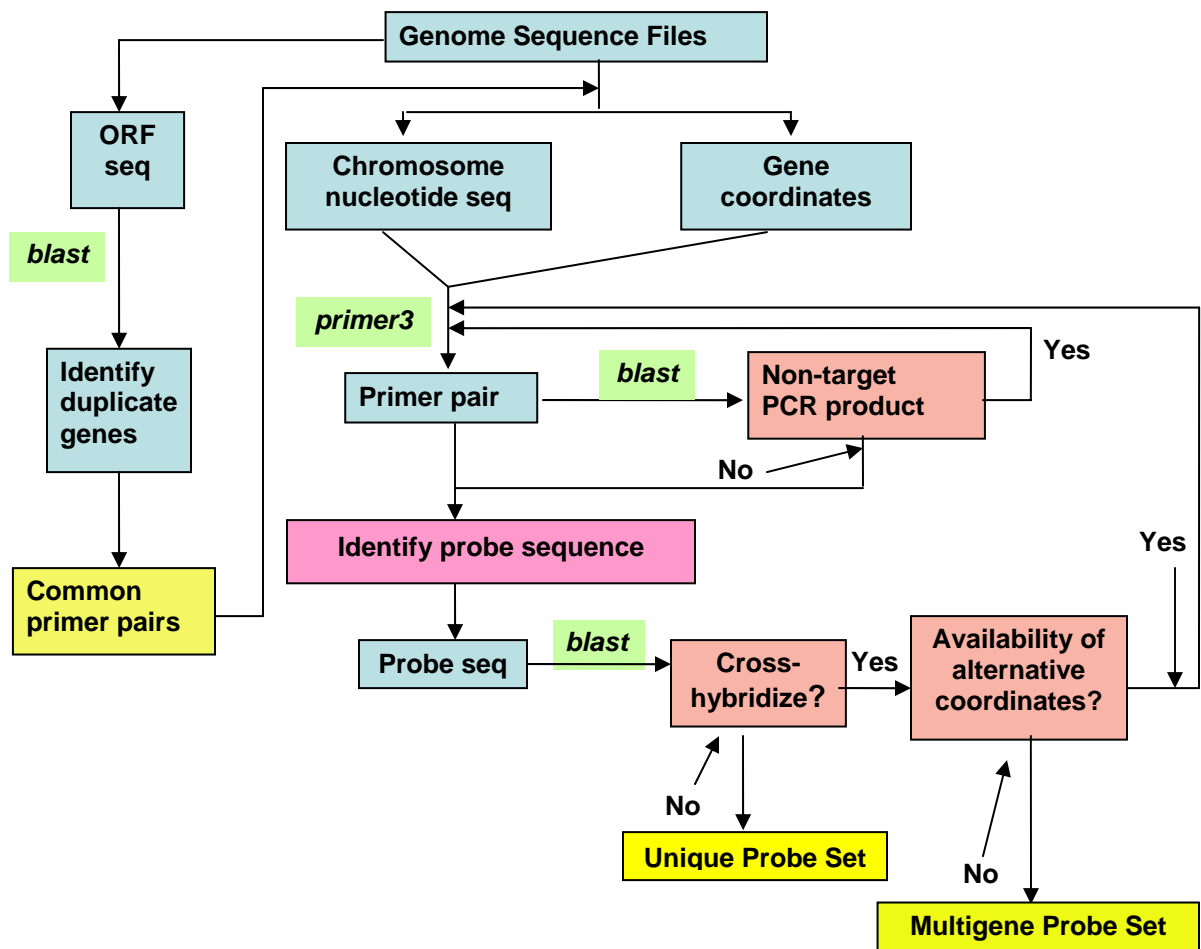 Genome Sequence Files
ORF
seq
Chromosome
nucleotide seq
Gene
coordinates
blast
primer3
Identify
duplicate
genes
Primer pair
blast
Non-target
PCR product
Yes
No
Identify probe sequence
Yes
Common
primer pairs
Probe seq
blast
Cross-
hybridize?
Yes
Availability of
alternative
coordinates?
No
Unique Probe Set
No
Multigene Probe Set